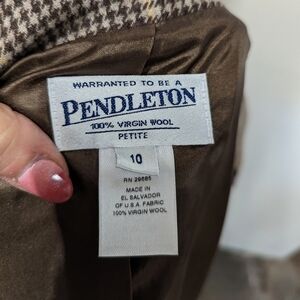 WARRANTED TO BE A
PENDLETON
100% VIRGIN WOOL
PETITE
10
RN 29685
MADE IN
EL SALVADOR
OF U.S.A. FABRIC
100% VIRGIN WOOL